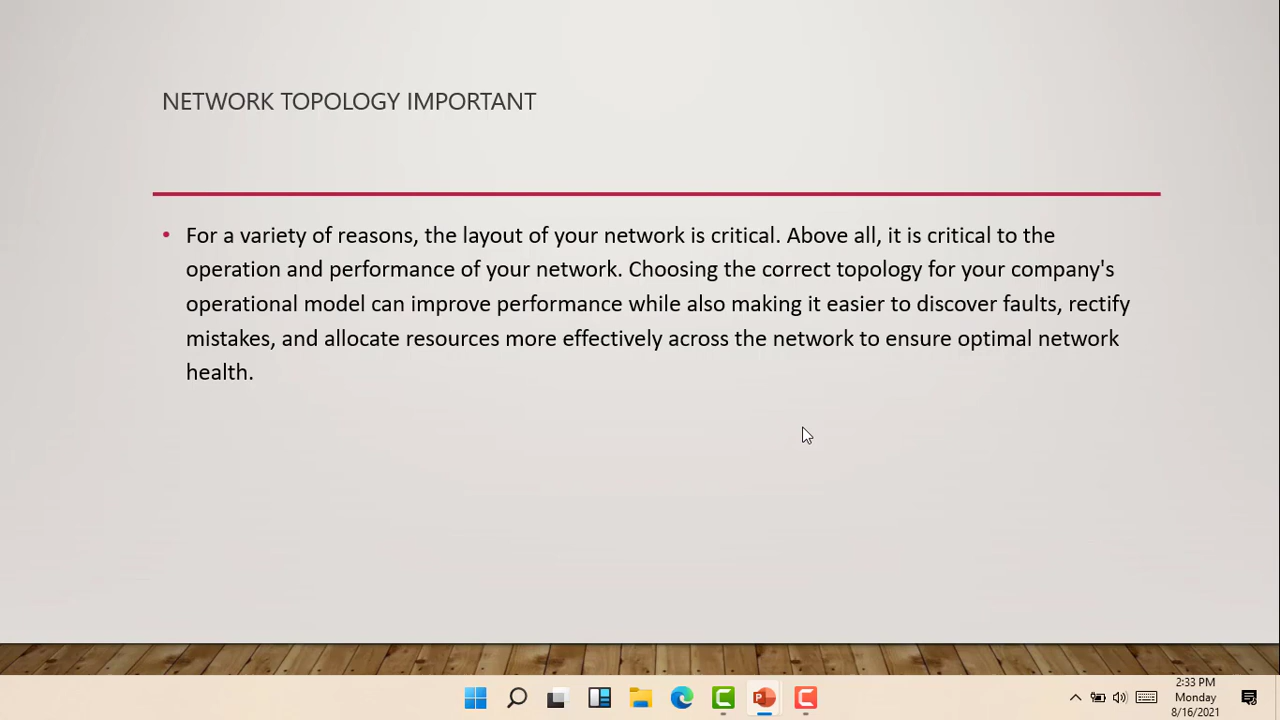 NETWORK TOPOLOGY IMPORTANT
• For a variety of reasons, the layout of your network is critical. Above all, it is critical to the
operation and performance of your network. Choosing the correct topology for your company's
operational model can improve performance while also making it easier to discover faults, rectify
mistakes, and allocate resources more effectively across the network to ensure optimal network
health.
2:33 PM
Monday
8/16/2021